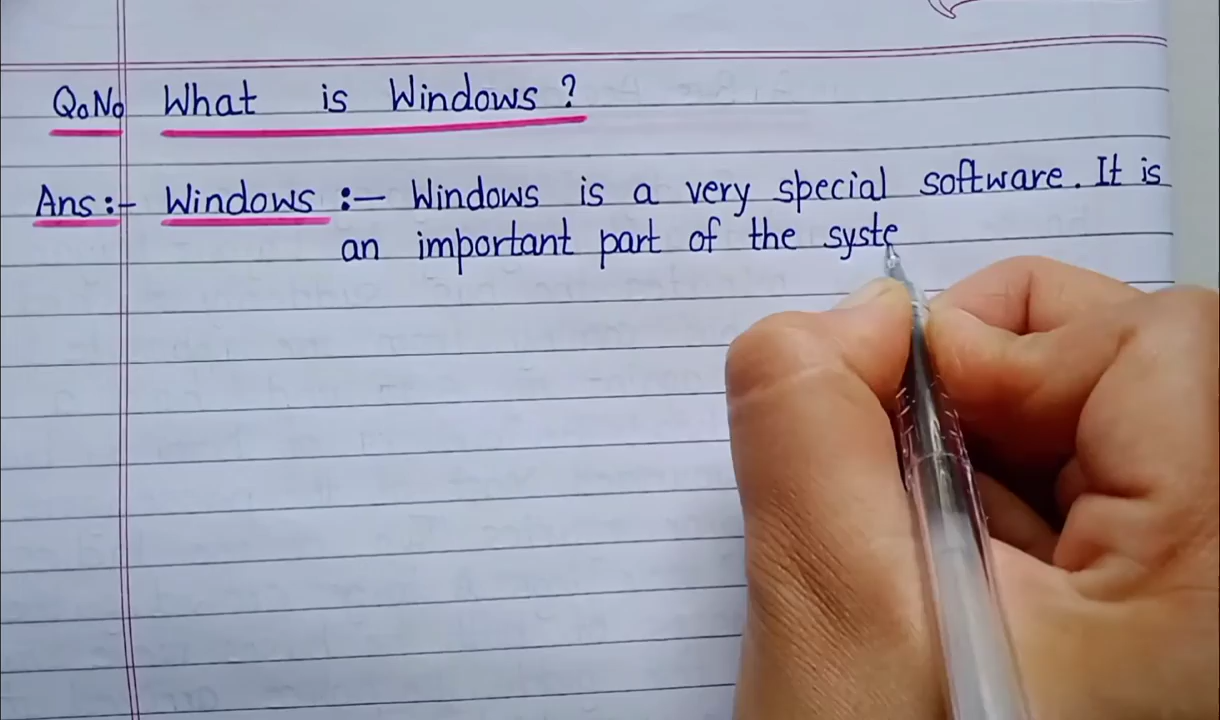 Q.No What is Windows ?
Ans :- Windows :- Windows is a very special software. It is
an important part of the syste